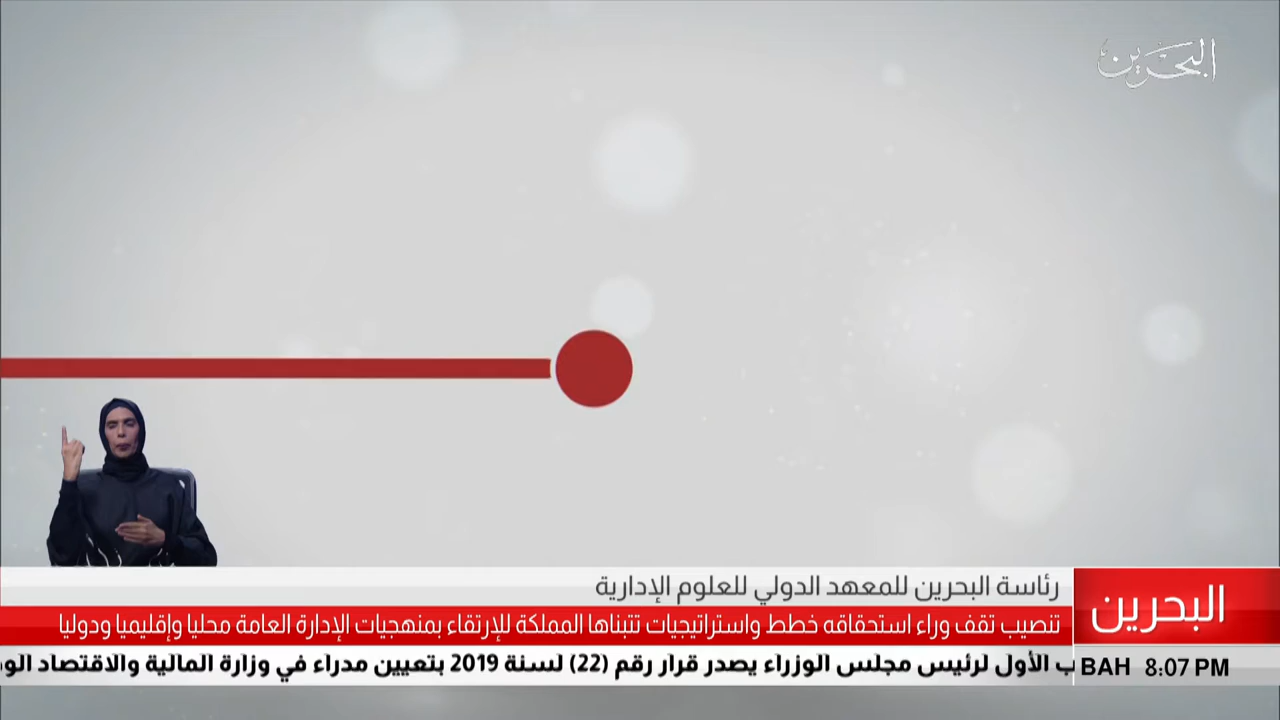 البحرين
رئاسة البحرين للمعهد الدولي للعلوم الإدارية
البحرين
تنصيب تقف وراء استحقاقه خطط واستراتيجيات تتبناها المملكة للإرتقاء بمنهجيات الإدارة العامة محليا وإقليميا ودوليا
ب الأول لرئيس مجلس الوزراء يصدر قرار رقم (22) لسنة 2019 بتعيين مدراء في وزارة المالية والاقتصاد الو
BAH 8:07 PM